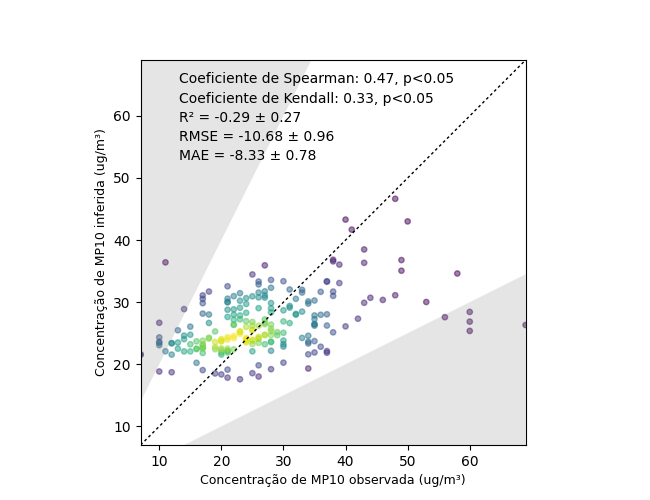 Coeficiente de Spearman: 0.47, p<0.05
Coeficiente de Kendall: 0.33, p<0.05
R² = -0.29 ± 0.27
RMSE = -10.68 ± 0.96
MAE = -8.33 ± 0.78
Concentração de MP10 inferida (ug/m³)
60
50
40
30
20
10
10 20 30 40 50 60
Concentração de MP10 observada (ug/m³)